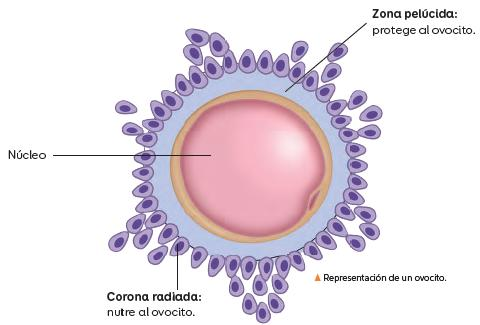 Zona pelúcida:
protege al ovocito.
Núcleo
Corona radiada:
nutre al ovocito.
▲ Representación de un ovocito.